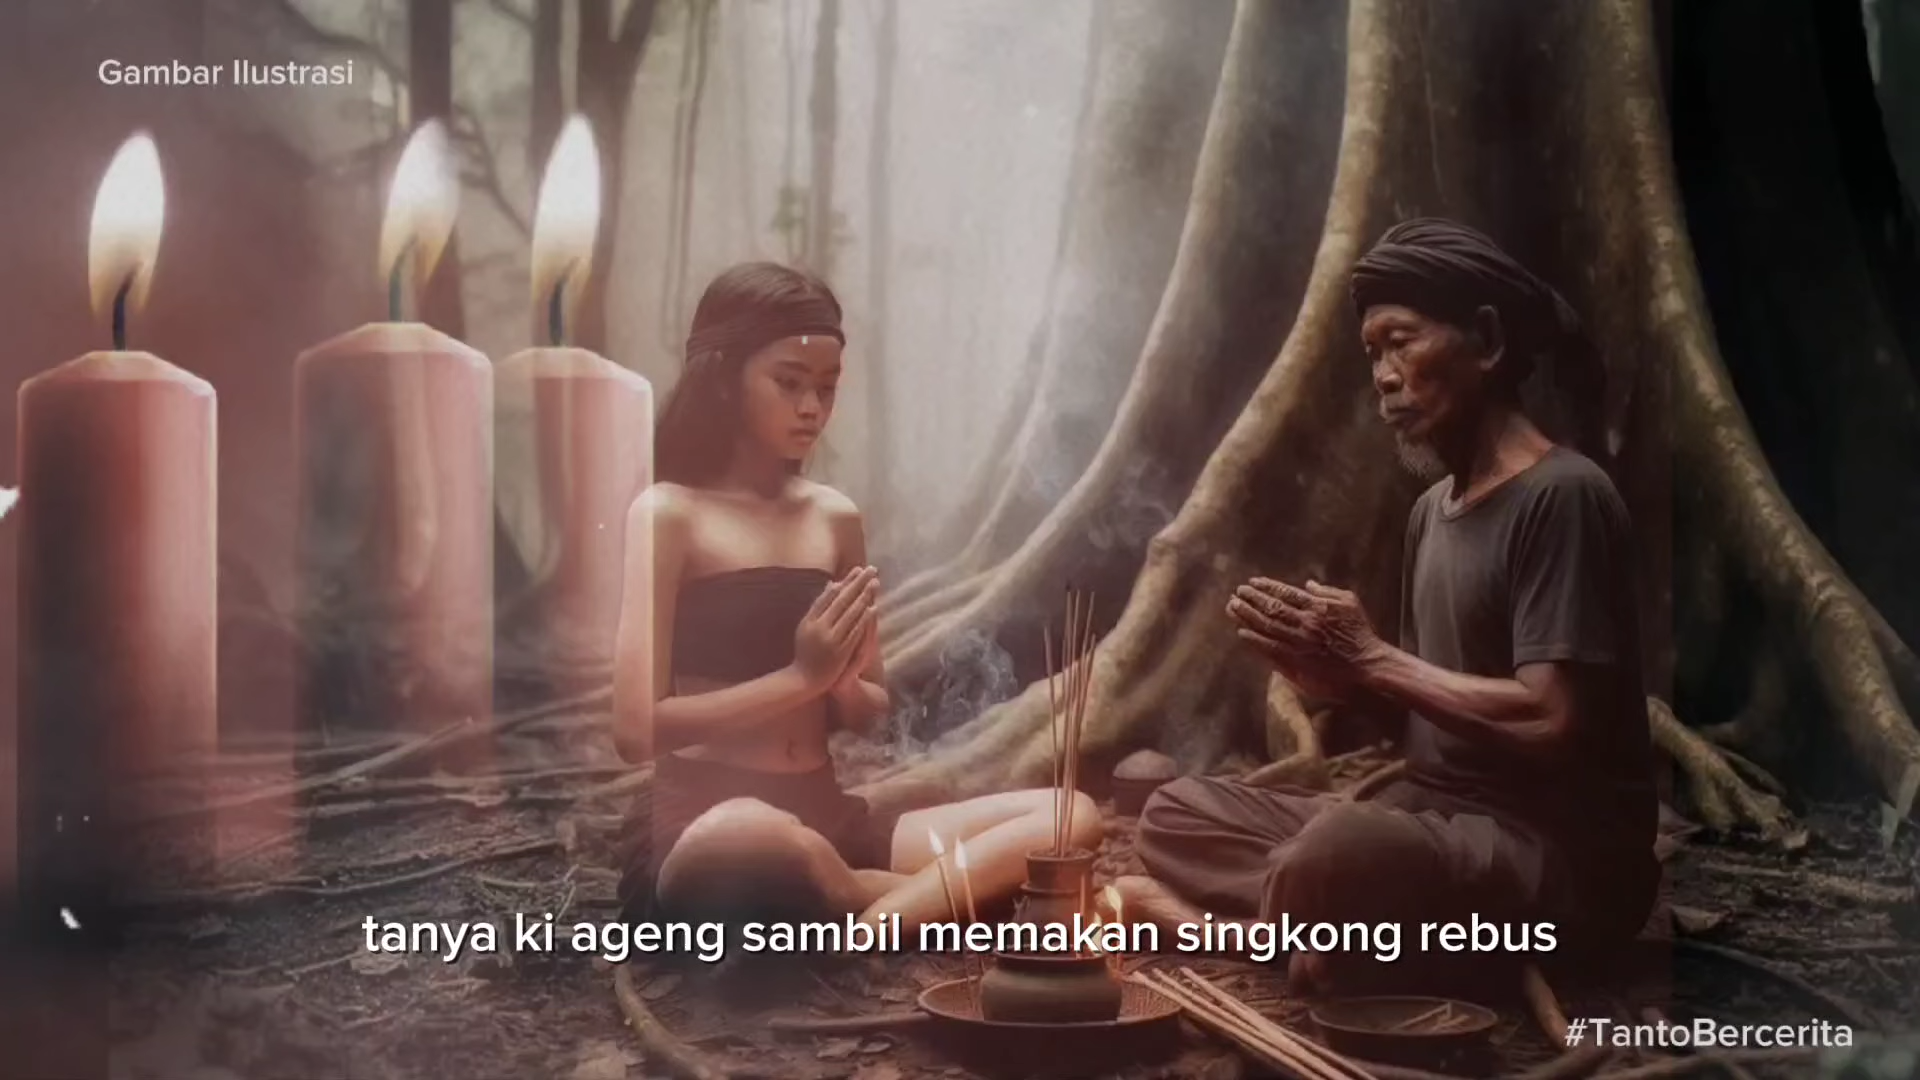 Gambar Ilustrasi
tanya ki ageng sambil memakan singkong rebus
#TantoBercerita